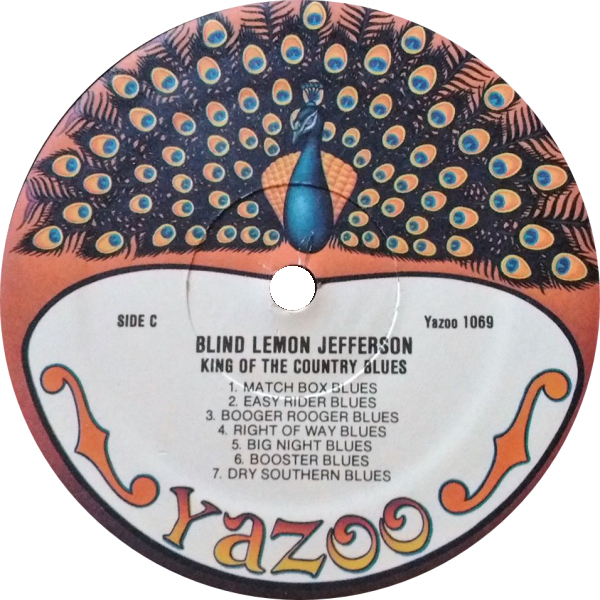 SIDE C
Yazoo 1069
BLIND LEMON JEFFERSON
KING OF THE COUNTRY BLUES
1. MATCH BOX BLUES
2. EASY RIDER BLUES
3. BOOGER ROOGER BLUES
4. RIGHT OF WAY BLUES
5. BIG NIGHT BLUES
6. BOOSTER BLUES
7. DRY SOUTHERN BLUES
Yazoo